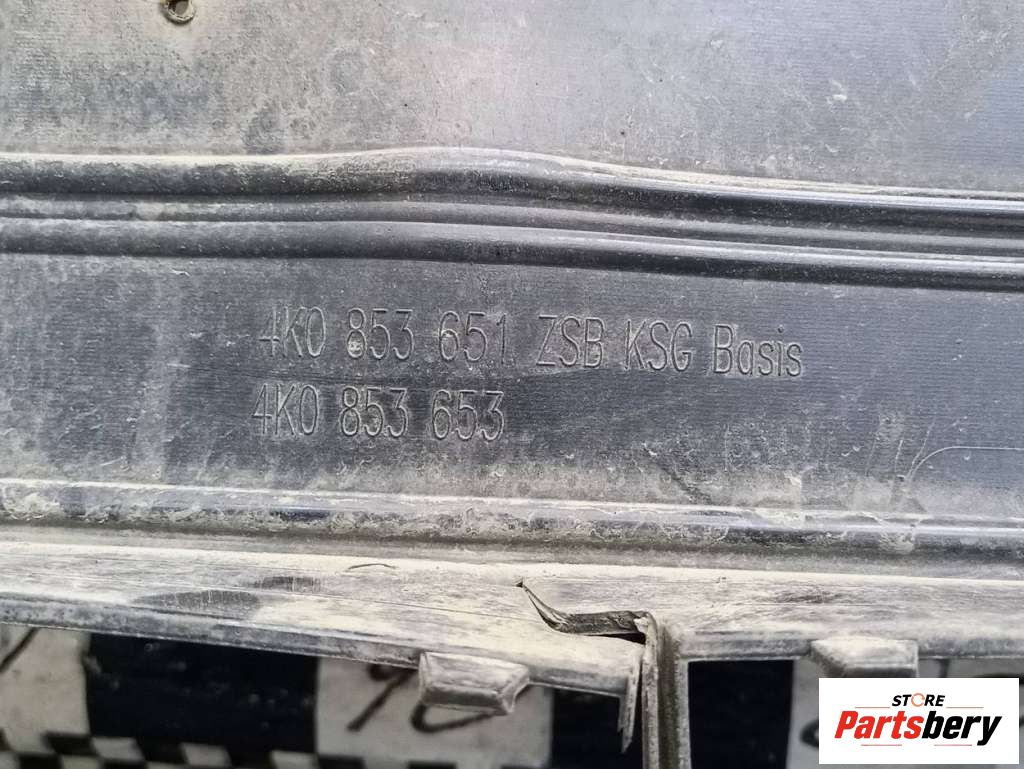 4K0 853 651 ZSB KSG Basis
4K0 853 653
STORE
Partsbery